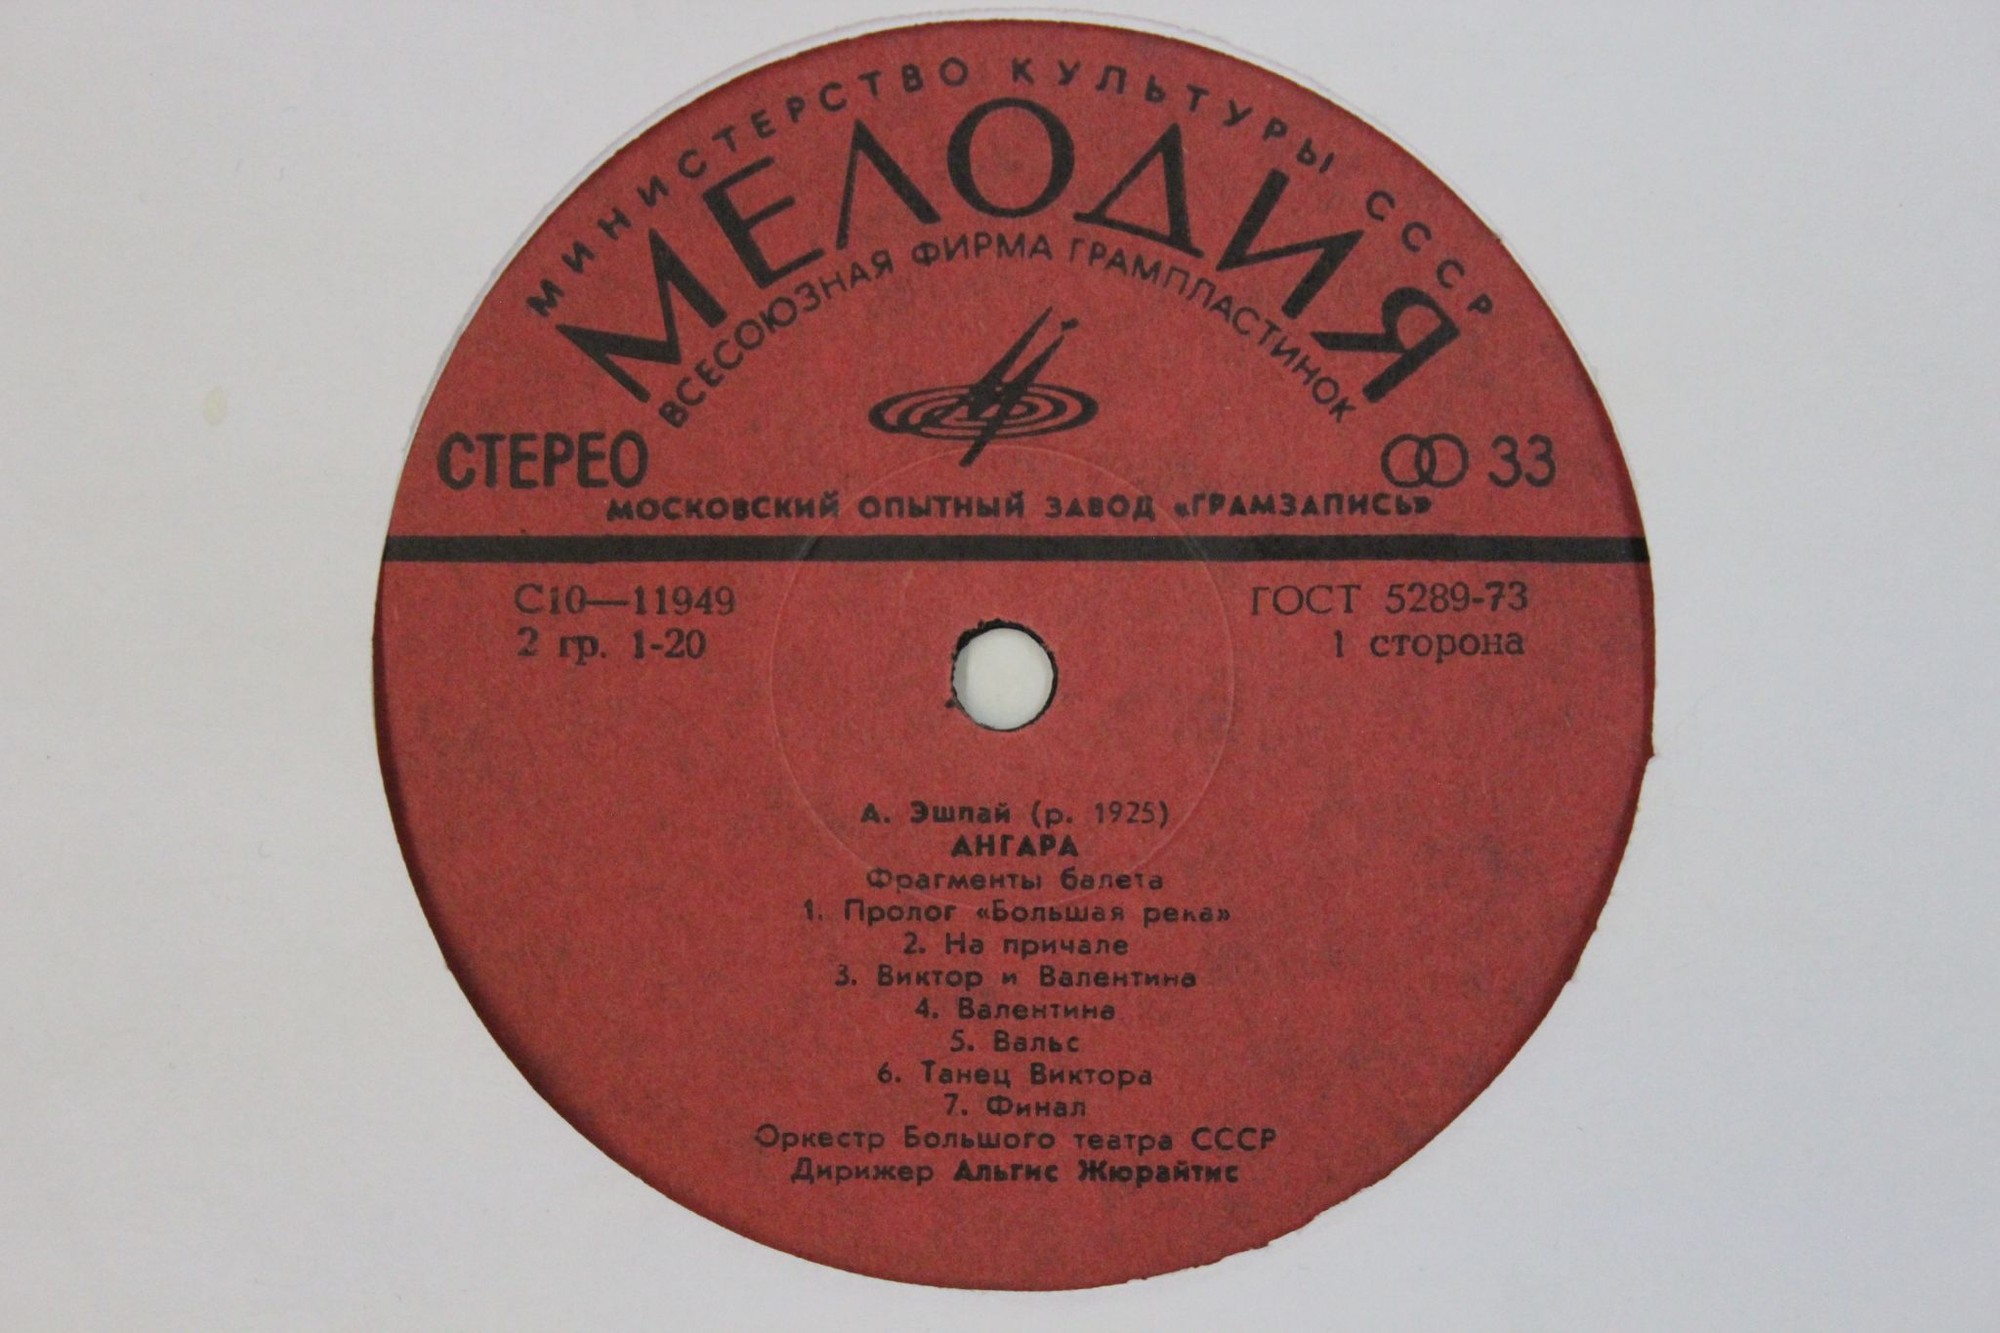 МИНИСТЕРСТВО КУЛЬТУРЫ СССР
МЕЛОДИЯ
ВСЕСОЮЗНАЯ ФИРМА ГРАМПЛАСТИНОК
СТЕРЕО
33
МОСКОВСКИЙ ОПЫТНЫЙ ЗАВОД «ГРАМЗАПИСЬ»
С10—11949
ГОСТ 5289-73
2 гр. 1-20
1 сторона
А. Эшпай (р. 1925)
АНГАРА
Фрагменты балета
1. Пролог «Большая река»
2. На причале
3. Виктор и Валентина
4. Валентина
5. Вальс
6. Танец Виктора
7. Финал
Оркестр Большого театра СССР
Дирижер Альгис Жюрайтис